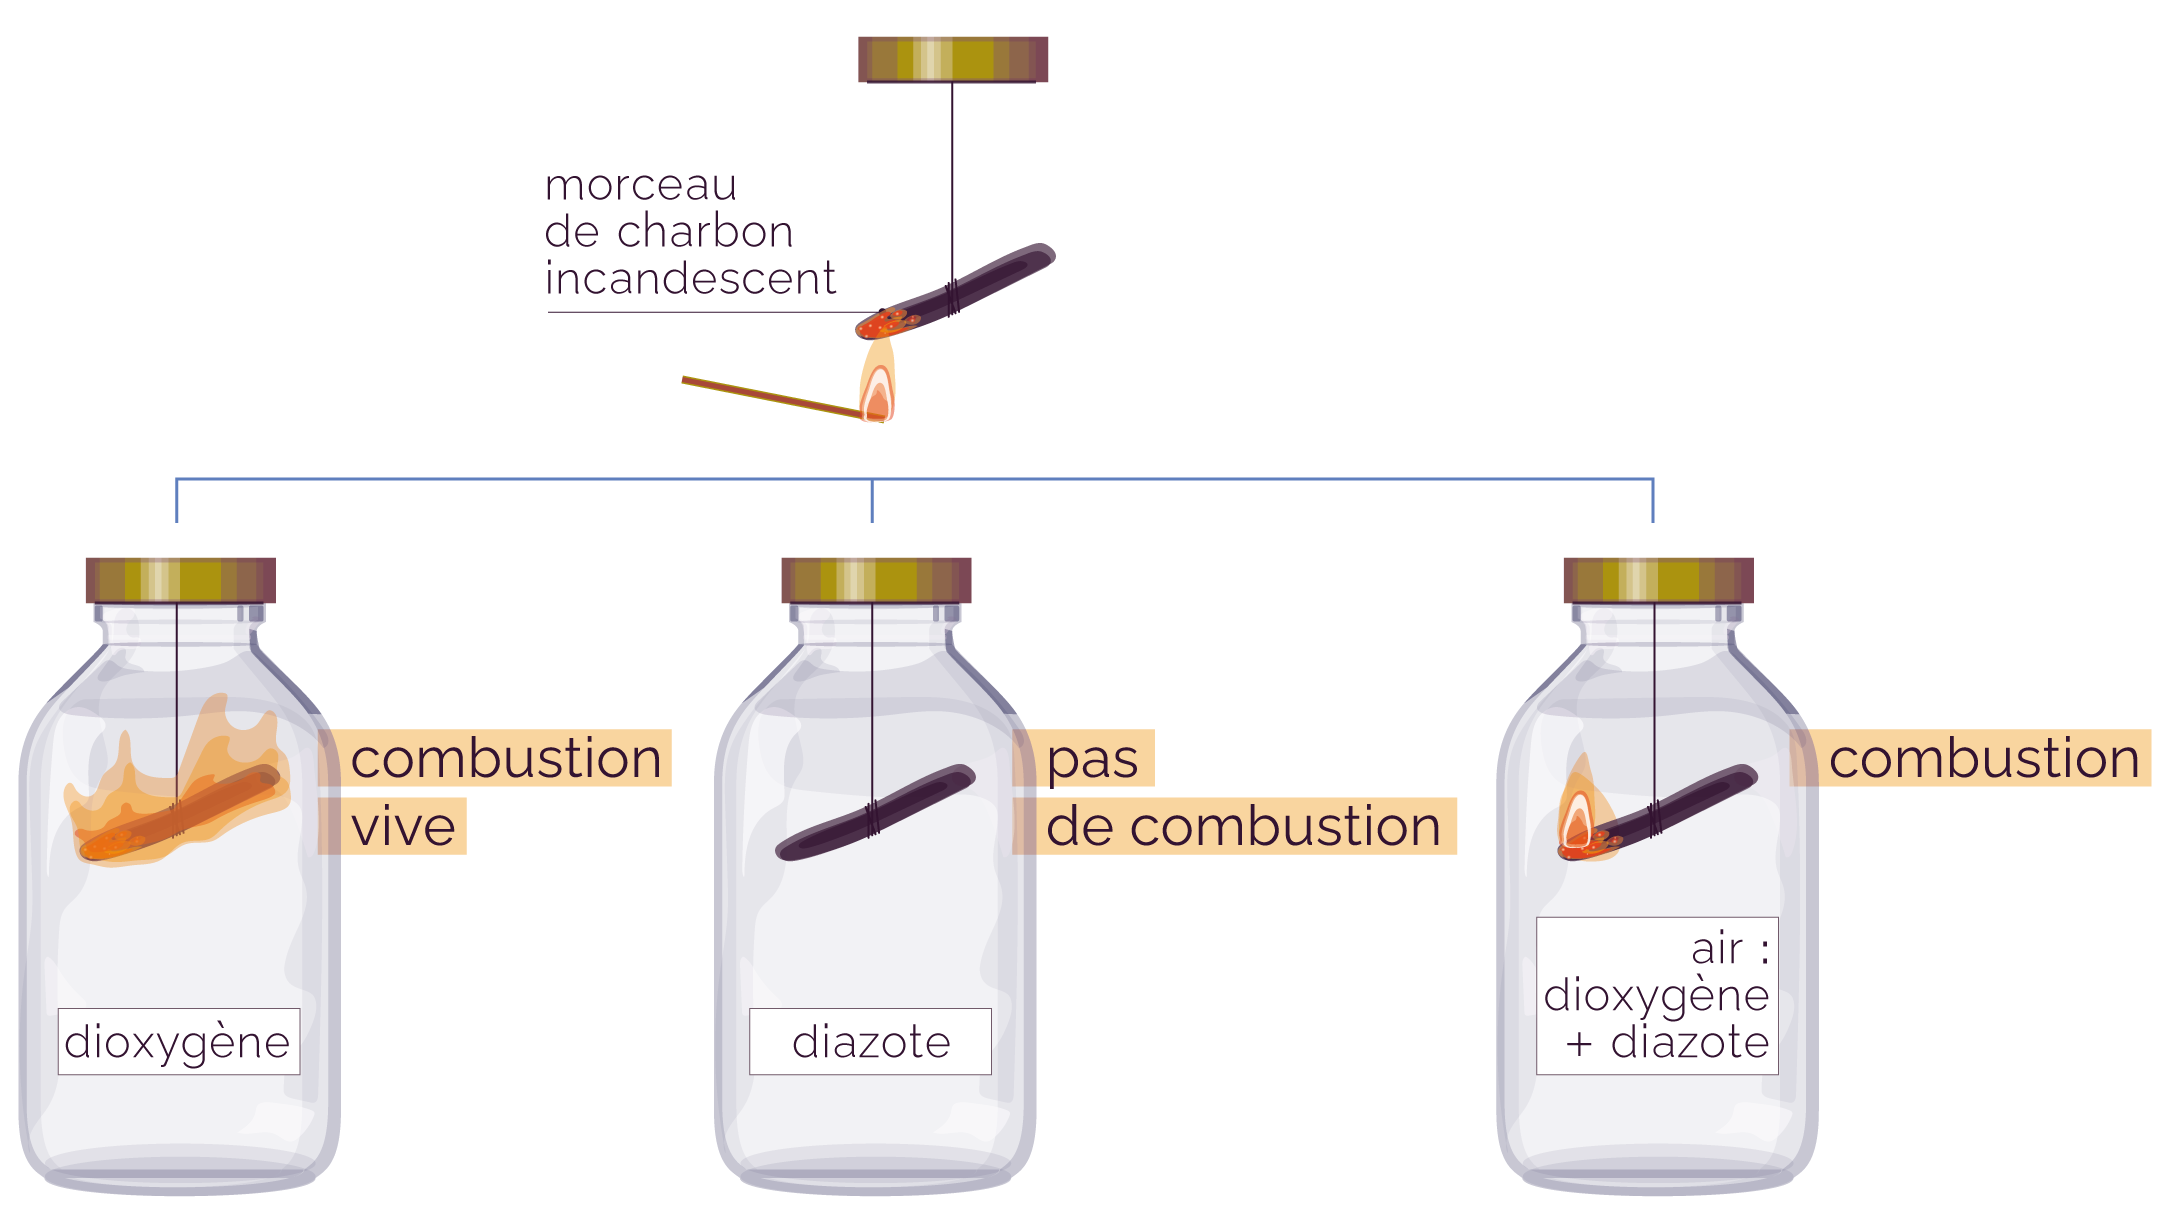 morceau
de charbon
incandescent
combustion
vive
dioxygène
pas
de combustion
diazote
combustion
air :
dioxygène
+ diazote